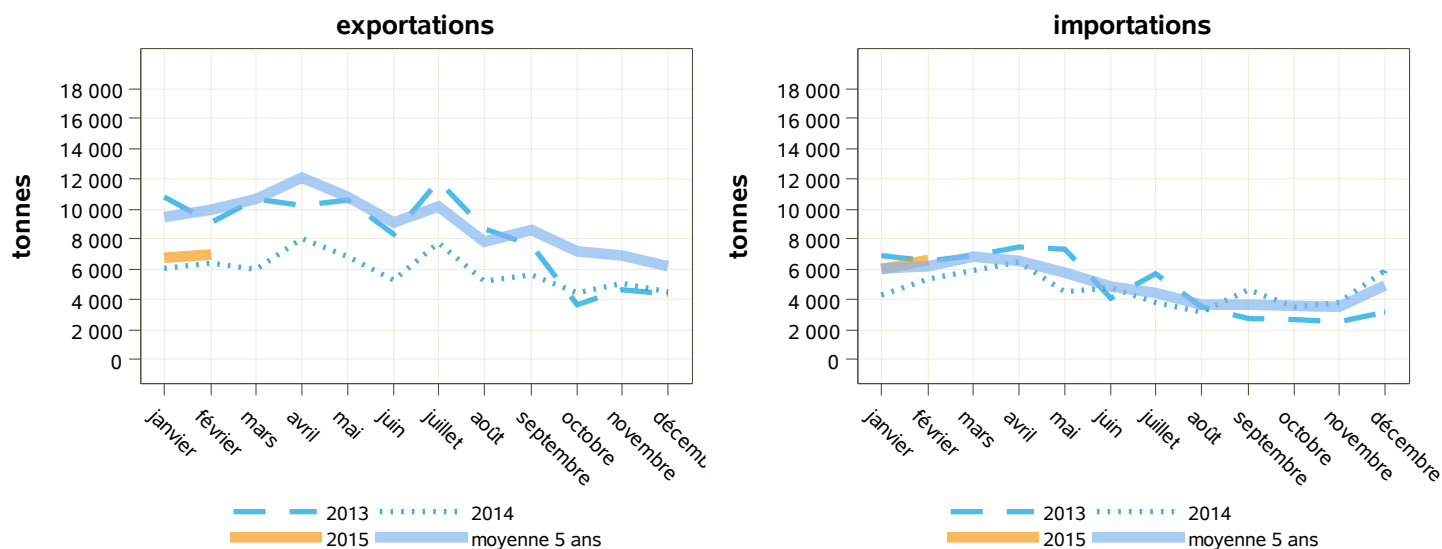 exportations
tonnes
18 000
16 000
14 000
12 000
10 000
8 000
6 000
4 000
2 000
0
janvier
février
mars
avril
mai
juin
juillet
août
septembre
octobre
novembre
décemb
2013
2014
2015
moyenne 5 ans
importations
tonnes
18 000
16 000
14 000
12 000
10 000
8 000
6 000
4 000
2 000
0
janvier
février
mars
avril
mai
juin
juillet
août
septembre
octobre
novembre
décembre
2013
2014
2015
moyenne 5 ans